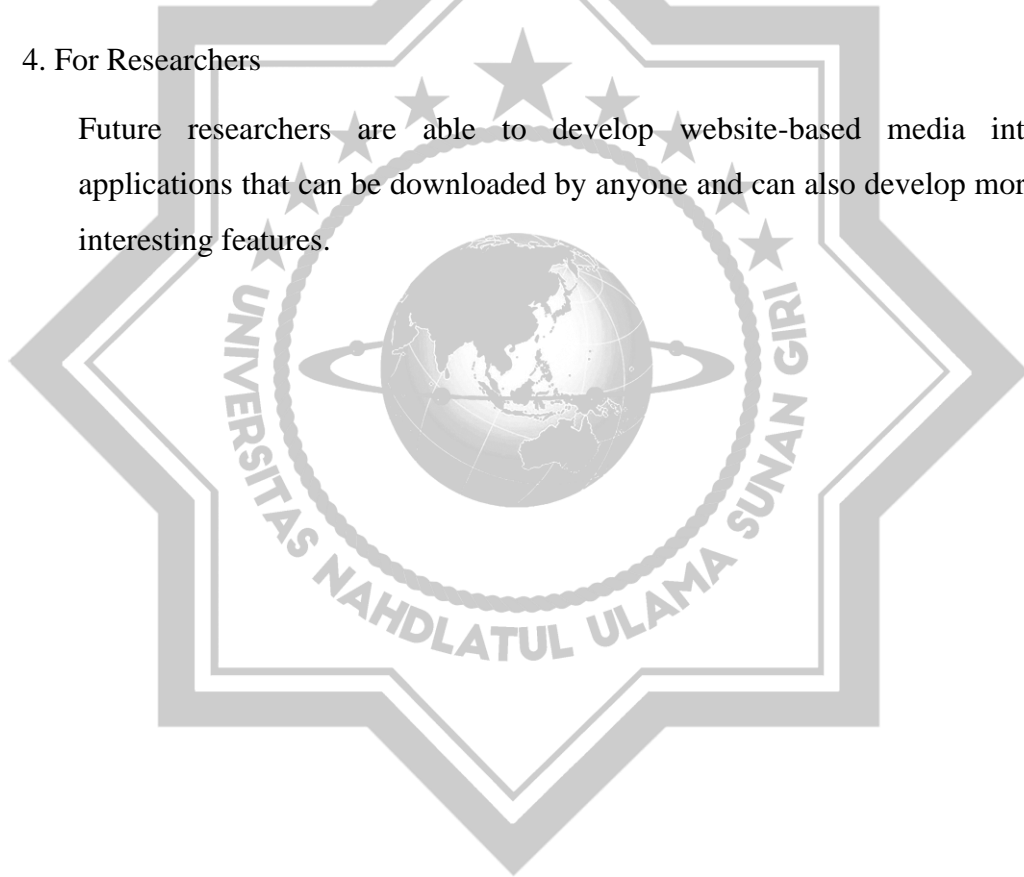 4. For Researchers
Future researchers are able to develop website-based media int
applications that can be downloaded by anyone and can also develop mor
interesting features.
UNIVERSITAS NAHDLATUL ULAMA SUNAN GIRI